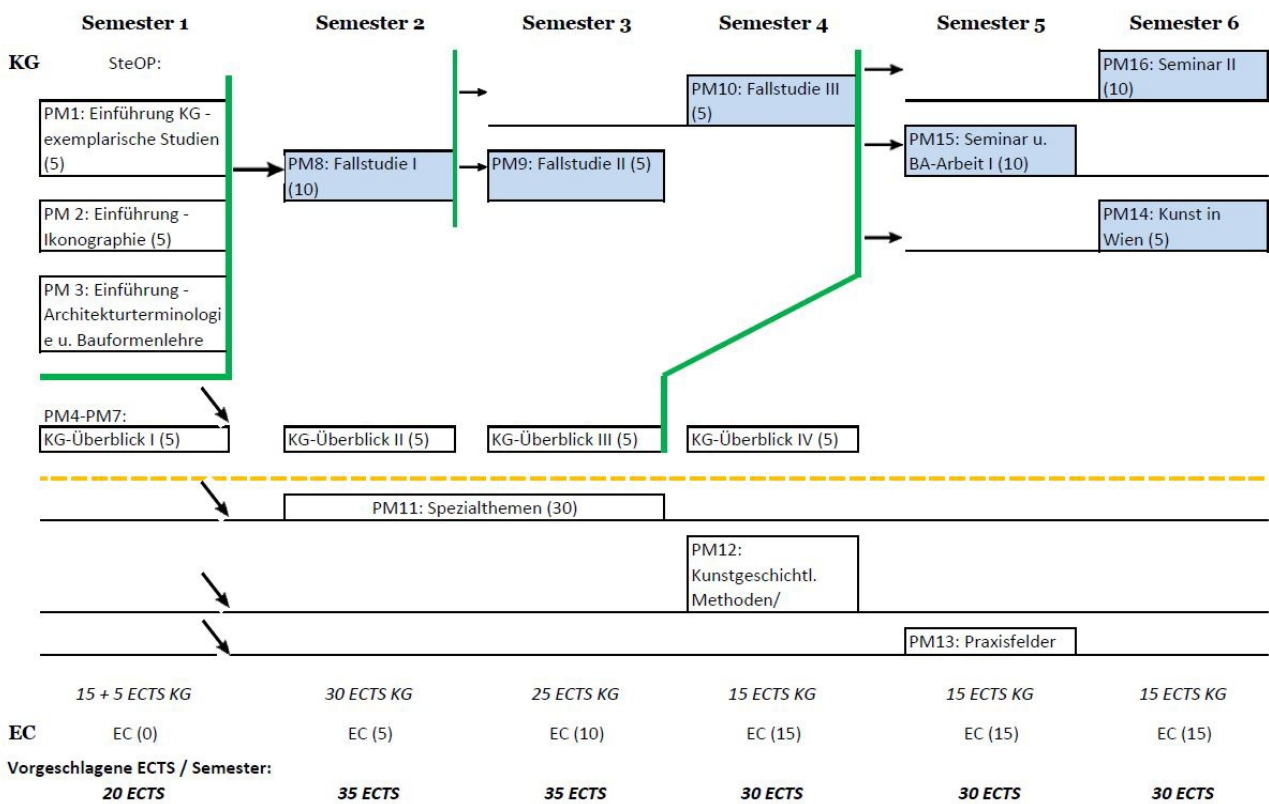 Semester 1 Semester 2 Semester 3 Semester 4 Semester 5 Semester 6
KG SteOP:
PM1: Einführung KG -
exemplarische Studien
(5)
PM 2: Einführung -
Ikonographie (5)
PM 3: Einführung -
Architekturterminologi
e u. Bauformenlehre
PM8: Fallstudie I
(10)
PM9: Fallstudie II (5)
PM10: Fallstudie III
(5)
PM15: Seminar u.
BA-Arbeit I (10)
PM16: Seminar II
(10)
PM14: Kunst in
Wien (5)
PM4-PM7:
KG-Überblick I (5) KG-Überblick II (5) KG-Überblick III (5) KG-Überblick IV (5)
PM11: Spezialthemen (30)
PM12:
Kunstgeschichtl.
Methoden/
PM13: Praxisfelder
15 + 5 ECTS KG 30 ECTS KG 25 ECTS KG 15 ECTS KG 15 ECTS KG 15 ECTS KG
EC EC (0) EC (5) EC (10) EC (15) EC (15) EC (15)
Vorgeschlagene ECTS / Semester:
20 ECTS 35 ECTS 35 ECTS 30 ECTS 30 ECTS 30 ECTS